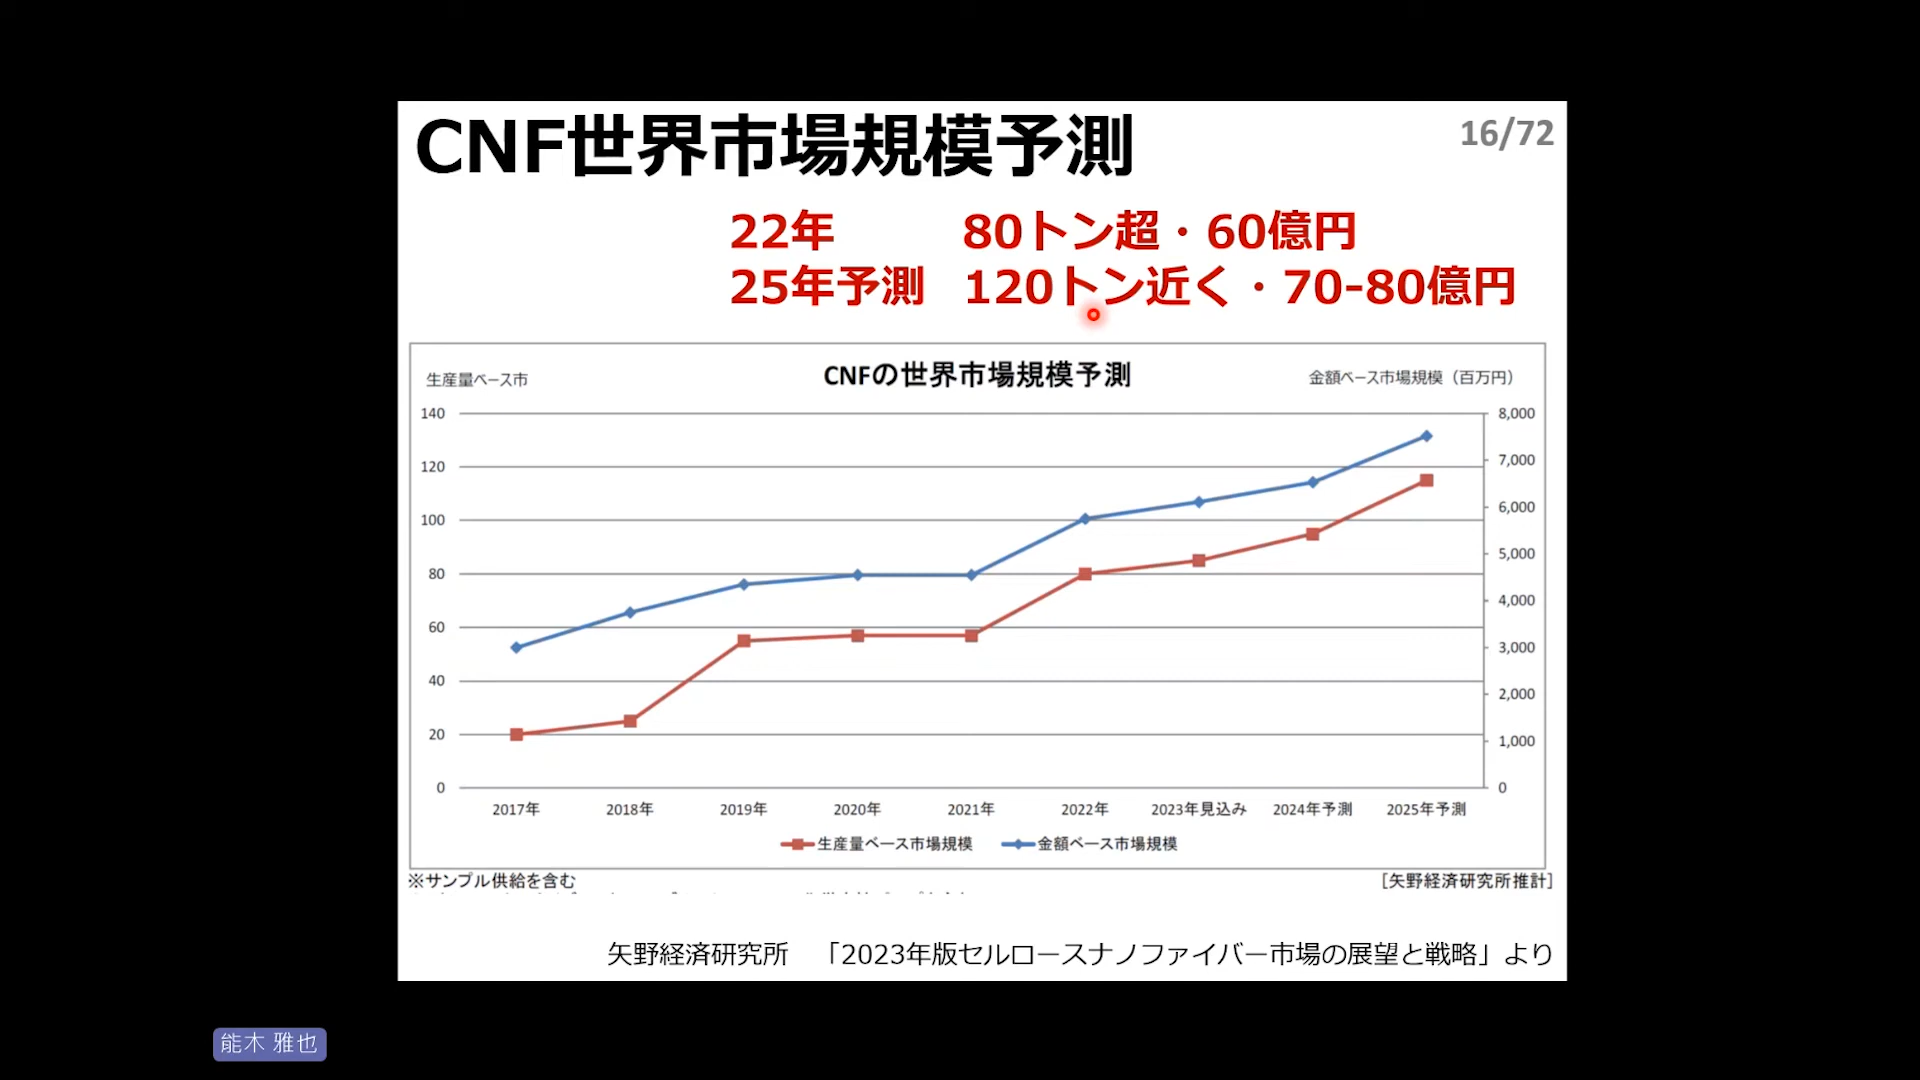 CNF世界市場規模予測
16/72
22年 80トン超・60億円
25年予測 120トン近く・70-80億円
CNFの世界市場規模予測
生産量ベース市
金額ベース市場規模（百万円）
140
120
100
80
60
40
20
0
8,000
7,000
6,000
5,000
4,000
3,000
2,000
1,000
0
2017年 2018年 2019年 2020年 2021年 2022年 2023年見込み 2024年予測 2025年予測
生産量ベース市場規模 金額ベース市場規模
※サンプル供給を含む
[矢野経済研究所推計]
矢野経済研究所 「2023年版セルロースナノファイバー市場の展望と戦略」より
能木 雅也